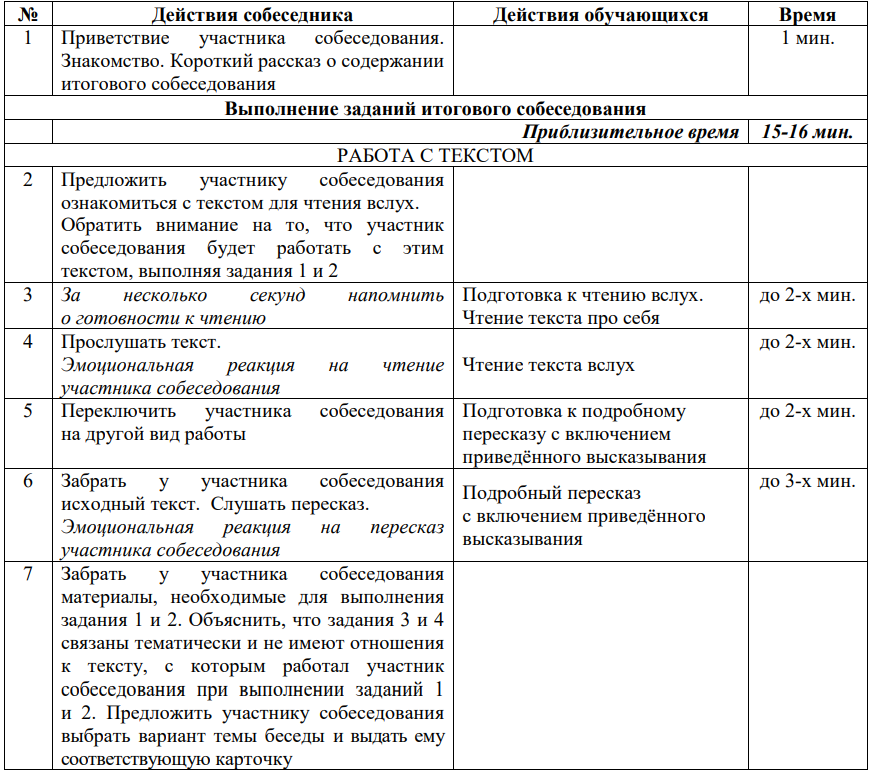 № Действия собеседника Действия обучающихся Время
1 Приветствие участника собеседования. 1 мин.
Знакомство. Короткий рассказ о содержании
итогового собеседования
Выполнение заданий итогового собеседования
Приблизительное время 15-16 мин.
РАБОТА С ТЕКСТОМ
2 Предложить участнику собеседования
ознакомиться с текстом для чтения вслух.
Обратить внимание на то, что участник
собеседования будет работать с этим
текстом, выполняя задания 1 и 2
3 За несколько секунд напомнить Подготовка к чтению вслух. до 2-х мин.
о готовности к чтению Чтение текста про себя
4 Прослушать текст. до 2-х мин.
Эмоциональная реакция на чтение Чтение текста вслух
участника собеседования
5 Переключить участника собеседования Подготовка к подробному до 2-х мин.
на другой вид работы пересказу с включением
приведённого высказывания
6 Забрать у участника собеседования до 3-х мин.
исходный текст. Слушать пересказ. Подробный пересказ
Эмоциональная реакция на пересказ с включением приведённого
участника собеседования высказывания
7 Забрать у участника собеседования
материалы, необходимые для выполнения
задания 1 и 2. Объяснить, что задания 3 и 4
связаны тематически и не имеют отношения
к тексту, с которым работал участник
собеседования при выполнении заданий 1
и 2. Предложить участнику собеседования
выбрать вариант темы беседы и выдать ему
соответствующую карточку